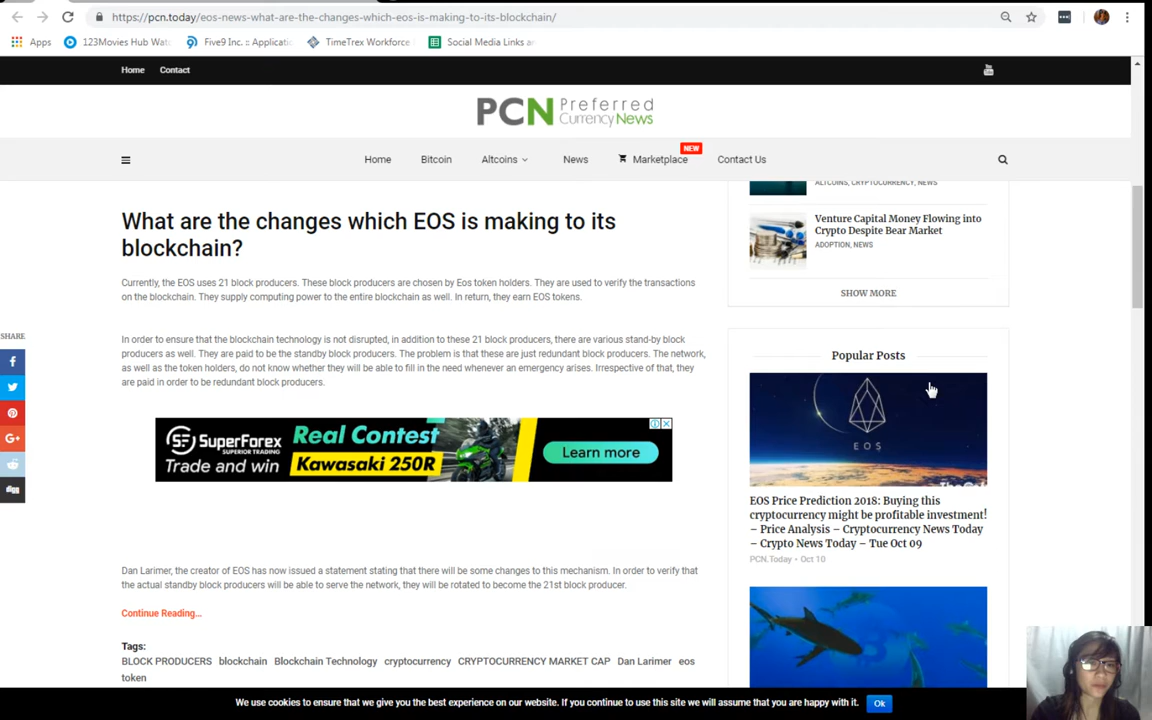 https://pcn.today/eos-news-what-are-the-changes-which-eos-is-making-to-its-blockchain/
Apps
123Movies Hub Wat
Five9 Inc. :: Applicati
TimeTrex Workforce
Social Media Links a
Home
Contact
You
PCN Preferred
Currency News
Home
Bitcoin
Altcoins
News
Marketplace
NEW
Contact Us
What are the changes which EOS is making to its
blockchain?
Currently, the EOS uses 21 block producers. These block producers are chosen by Eos token holders. They are used to verify the transactions
on the blockchain. They supply computing power to the entire blockchain as well. In return, they earn EOS tokens.
In order to ensure that the blockchain technology is not disrupted, in addition to these 21 block producers, there are various stand-by block
producers as well. They are paid to be the standby block producers. The problem is that these are just redundant block producers. The network,
as well as the token holders, do not know whether they will be able to fill in the need whenever an emergency arises. Irrespective of that, they
are paid in order to be redundant block producers.
SHARE
f
G+
digg
SF SUPERFOREX
SUPERIOR TRADING
Trade and win
Real Contest
Kawasaki 250R
Learn more
Dan Larimer, the creator of EOS has now issued a statement stating that there will be some changes to this mechanism. In order to verify that
the actual standby block producers will be able to serve the network, they will be rotated to become the 21st block producer.
Continue Reading...
Tags:
BLOCK PRODUCERS blockchain Blockchain Technology cryptocurrency CRYPTOCURRENCY MARKET CAP Dan Larimer eos
token
ALTCOINS, CRYPTOCURRENCY, NEWS
Venture Capital Money Flowing into
Crypto Despite Bear Market
ADOPTION, NEWS
SHOW MORE
Popular Posts
EOS
EOS Price Prediction 2018: Buying this
cryptocurrency might be profitable investment!
– Price Analysis – Cryptocurrency News Today
– Crypto News Today – Tue Oct 09
PCN.Today • Oct 10
We use cookies to ensure that we give you the best experience on our website. If you continue to use this site we will assume that you are happy with it.
Ok